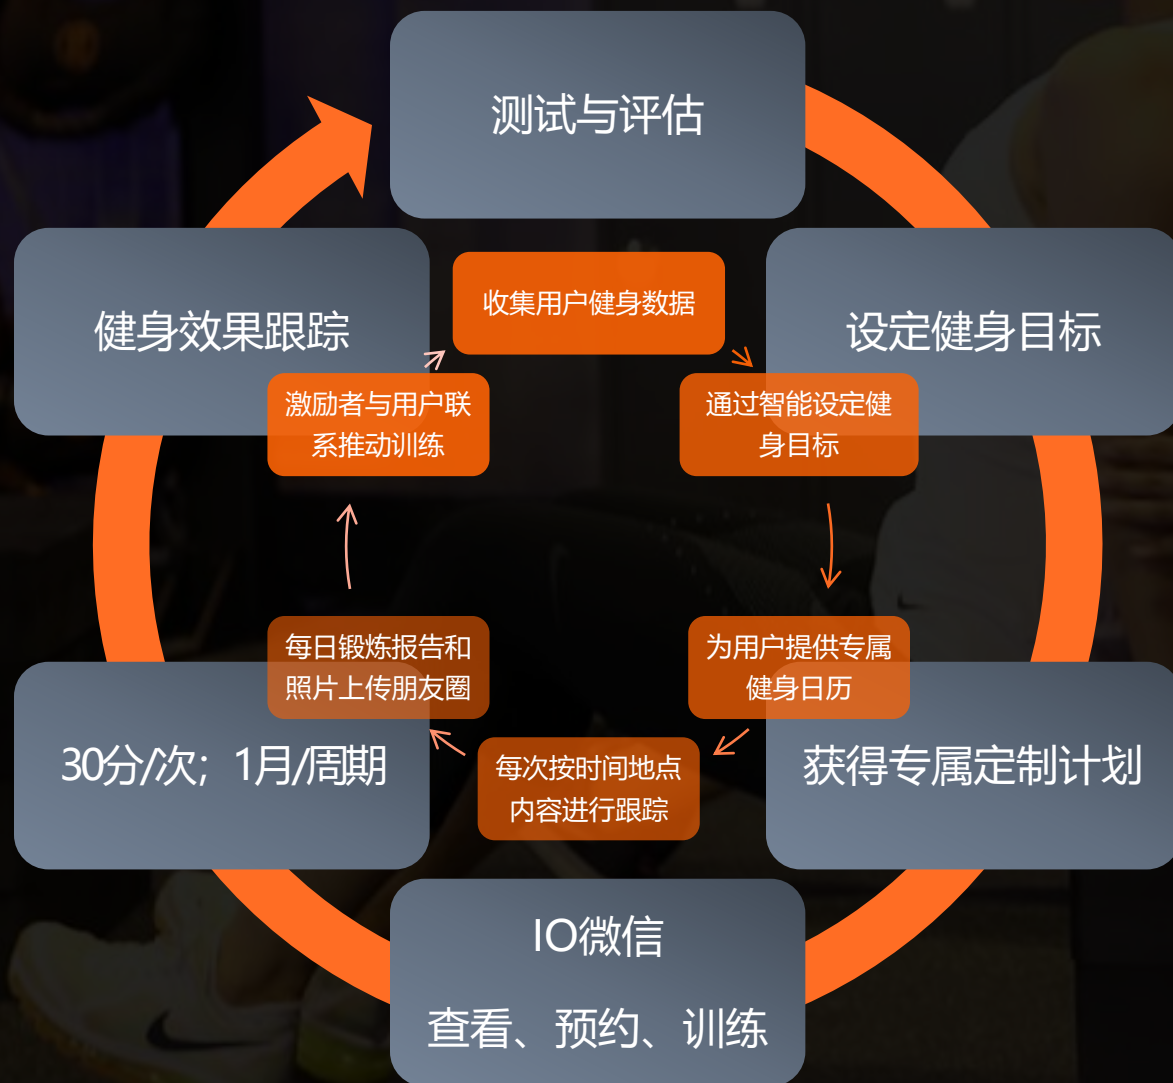 测试与评估
收集用户健身数据
健身效果跟踪
设定健身目标
激励者与用户联
系推动训练
通过智能设定健
身目标
每日锻炼报告和
照片上传朋友圈
为用户提供专属
健身日历
30分/次；1月/周期
每次按时间地点
内容进行跟踪
获得专属定制计划
IO微信
查看、预约、训练